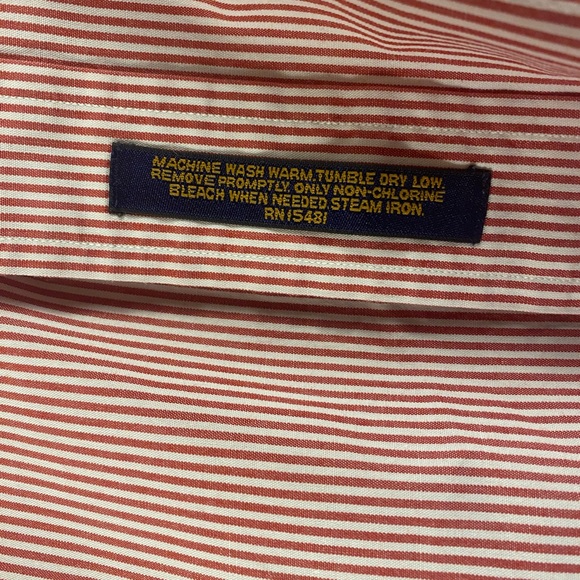 MACHINE WASH WARM.TUMBLE DRY LOW.
REMOVE PROMPTLY. ONLY NON-CHLORINE
BLEACH WHEN NEEDED.STEAM IRON.
RN15481